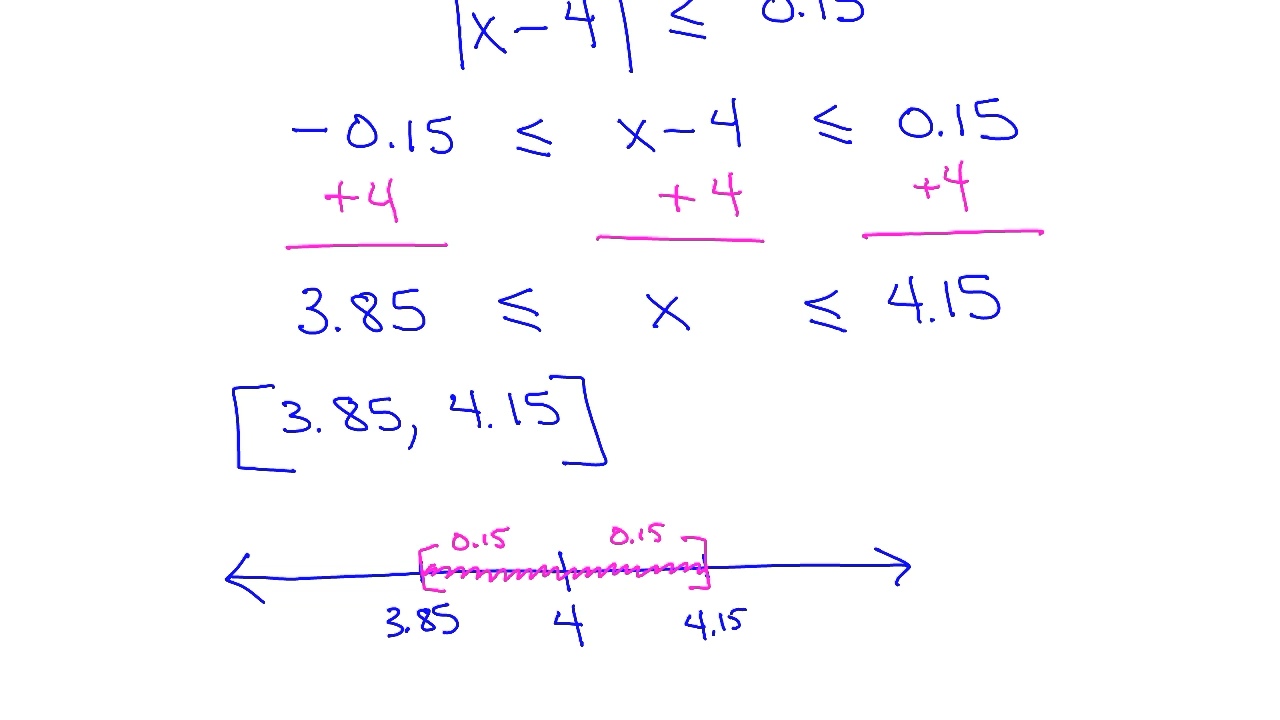 |x-4| ≤ 0.15
-0.15 ≤ x-4 ≤ 0.15
+4 +4 +4
3.85 ≤ x ≤ 4.15
[3.85, 4.15]
0.15 0.15
3.85 4 4.15